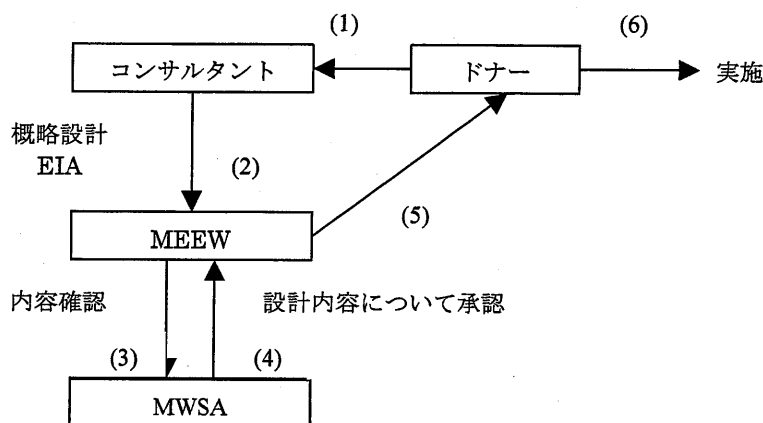 (1)
(6)
コンサルタント
ドナー
実施
概略設計
EIA
(2)
(5)
MEEW
内容確認
設計内容について承認
(3)
(4)
MWSA